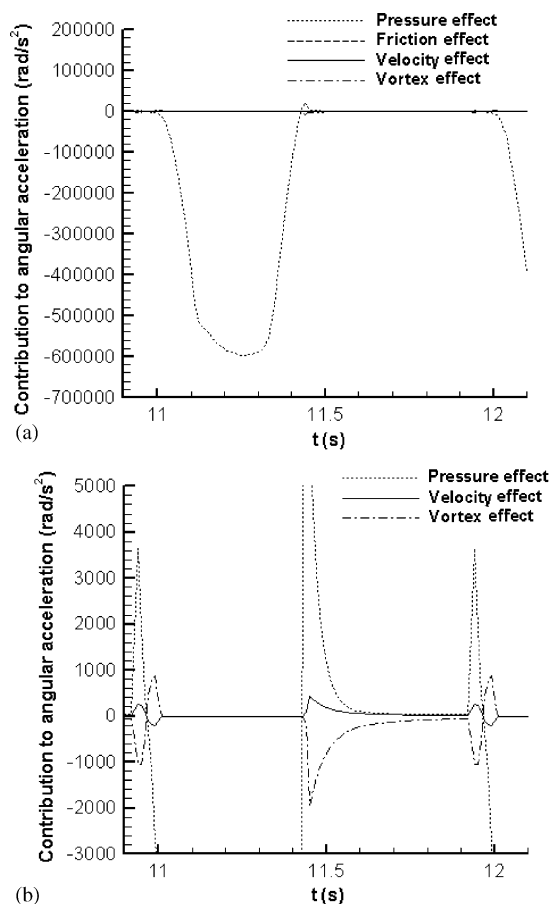 (a)
Pressure effect
Friction effect
Velocity effect
Vortex effect
Contribution to angular acceleration (rad/s²)
200000
100000
0
-100000
-200000
-300000
-400000
-500000
-600000
-700000
11
11.5
12
t(s)
(b)
Pressure effect
Velocity effect
Vortex effect
Contribution to angular acceleration (rad/s²)
5000
4000
3000
2000
1000
0
-1000
-2000
-3000
11
11.5
12
t(s)